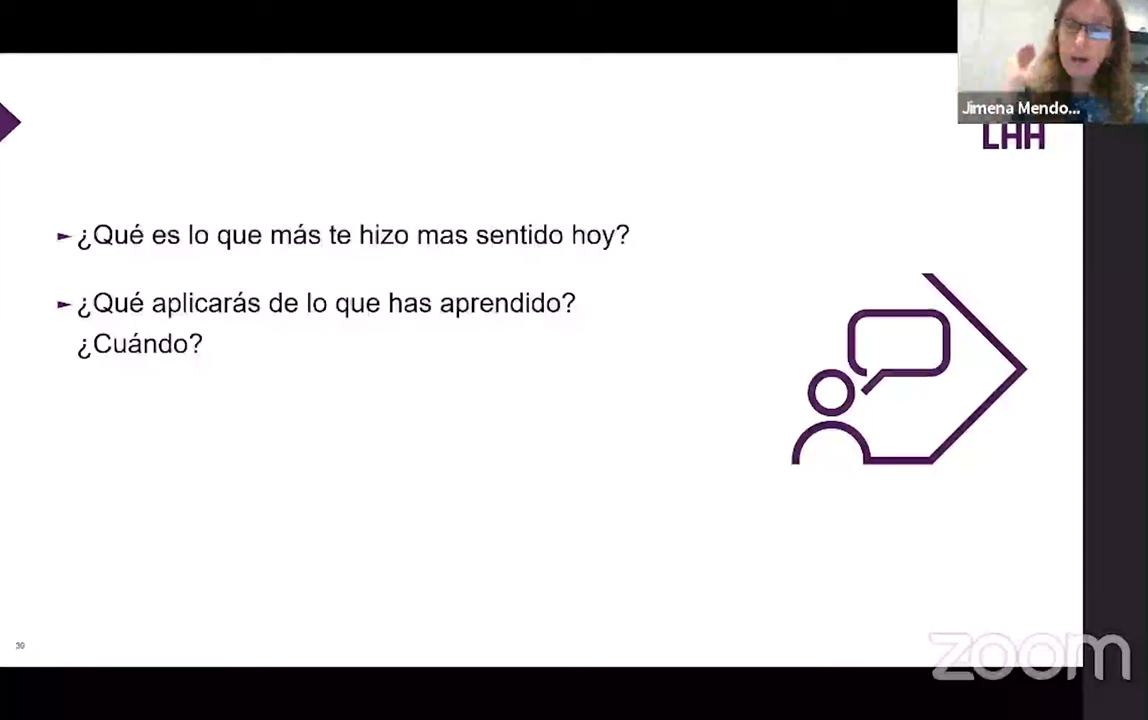 Jimena Mendo...
LHH
► ¿Qué es lo que más te hizo mas sentido hoy?
► ¿Qué aplicarás de lo que has aprendido?
¿Cuándo?
30
zoom